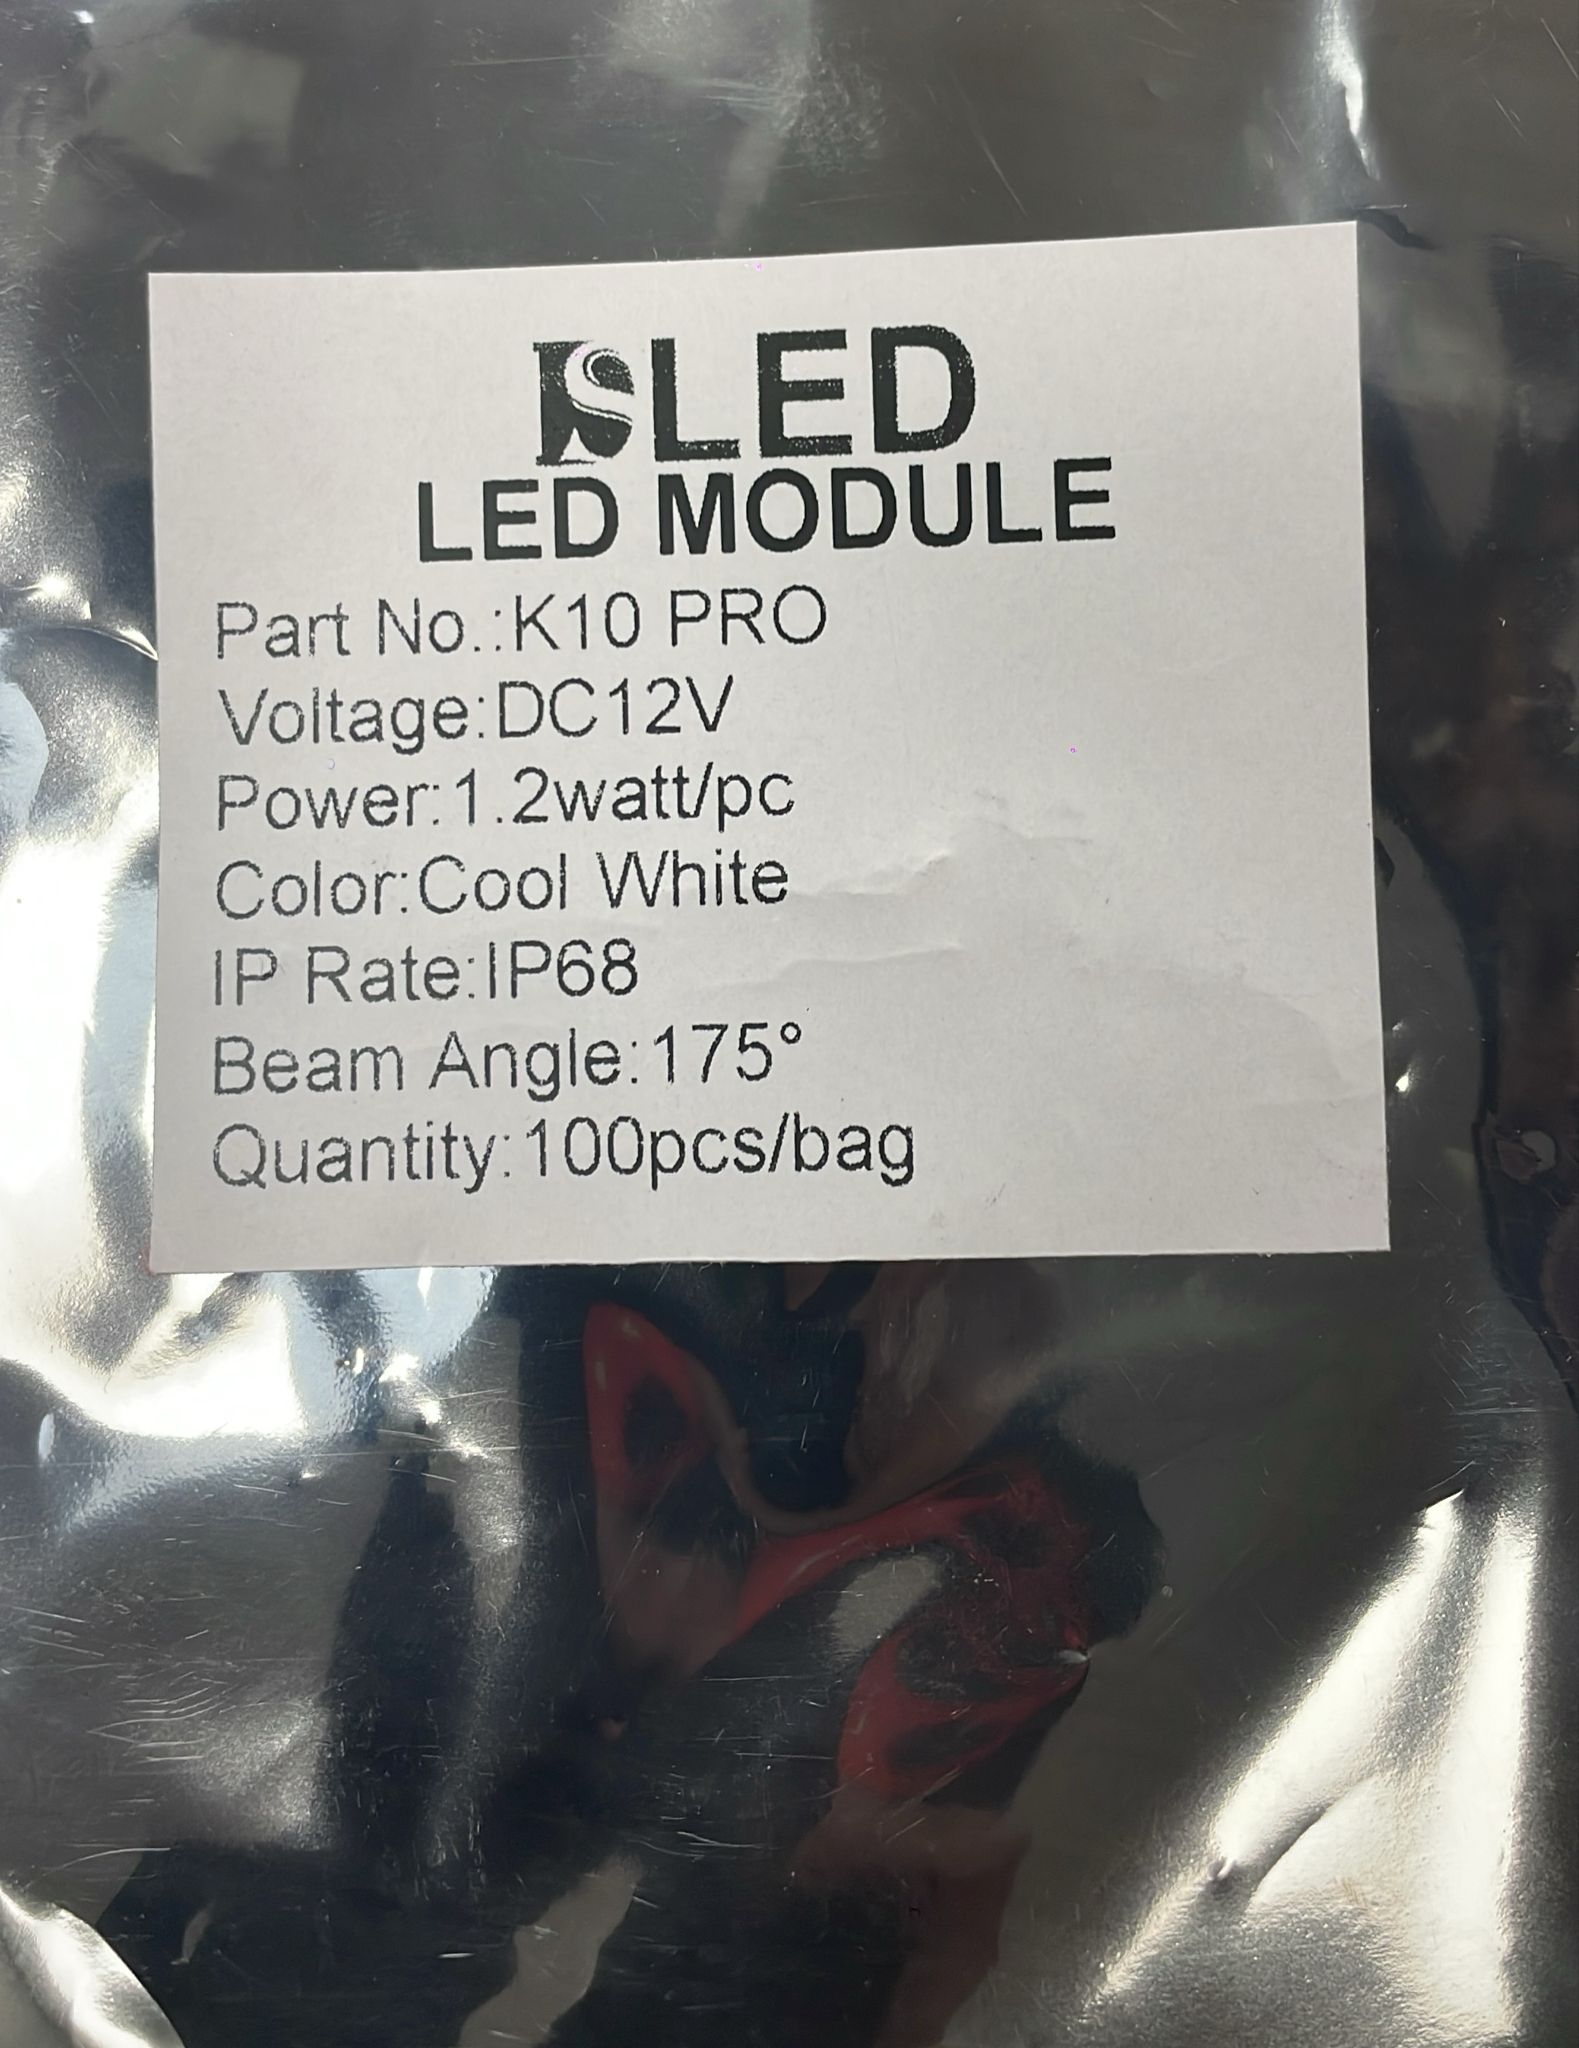 SLED
LED MODULE
Part No.:K10 PRO
Voltage:DC12V
Power:1.2watt/pc
Color:Cool White
IP Rate:IP68
Beam Angle:175°
Quantity:100pcs/bag